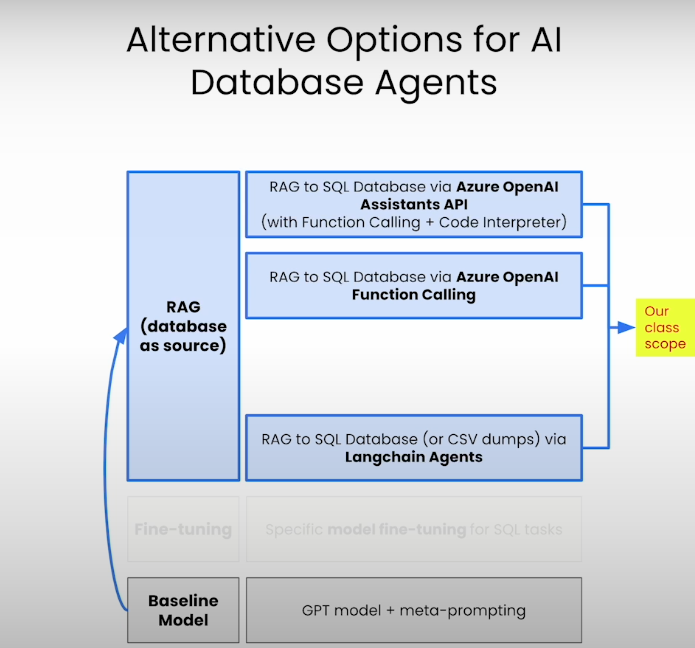 Alternative Options for AI
Database Agents
RAG
(database
as source)
RAG to SQL Database via Azure OpenAI
Assistants API
(with Function Calling + Code Interpreter)
RAG to SQL Database via Azure OpenAI
Function Calling
RAG to SQL Database (or CSV dumps) via
Langchain Agents
Our
class
scope
Fine-tuning
Specific model fine-tuning for SQL tasks
Baseline
Model
GPT model + meta-prompting